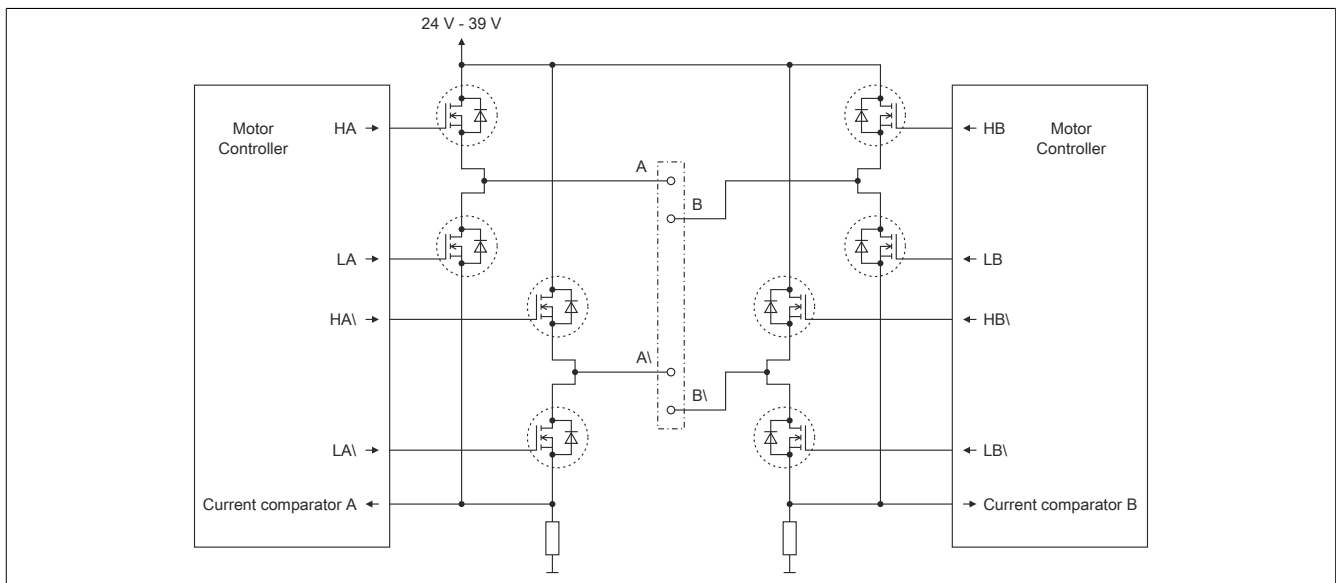 24 V - 39 V
Motor
Controller
HA
LA
HA\
LA\
Current comparator A
A
B
A\
B\
Motor
Controller
HB
LB
HB\
LB\
Current comparator B